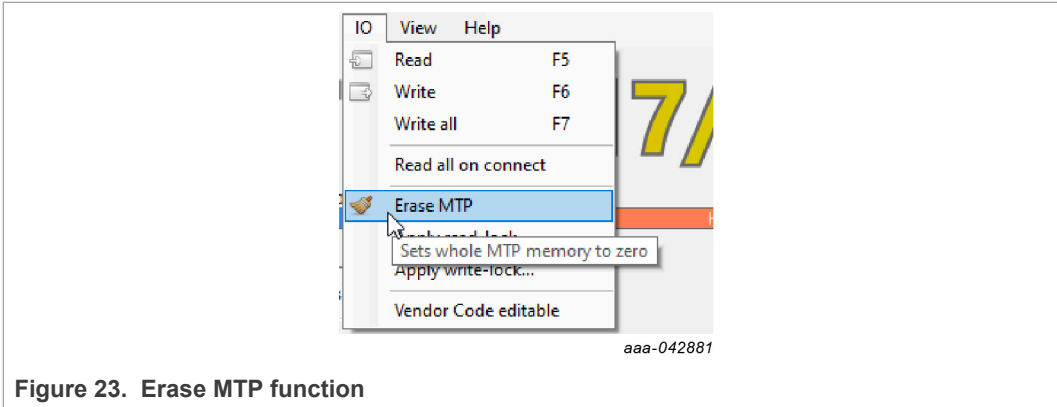 IO View Help
Read F5
Write F6
Write all F7
7/
Read all on connect
Erase MTP
Sets whole MTP memory to zero
Apply write-lock...
Vendor Code editable
aaa-042881
Figure 23. Erase MTP function